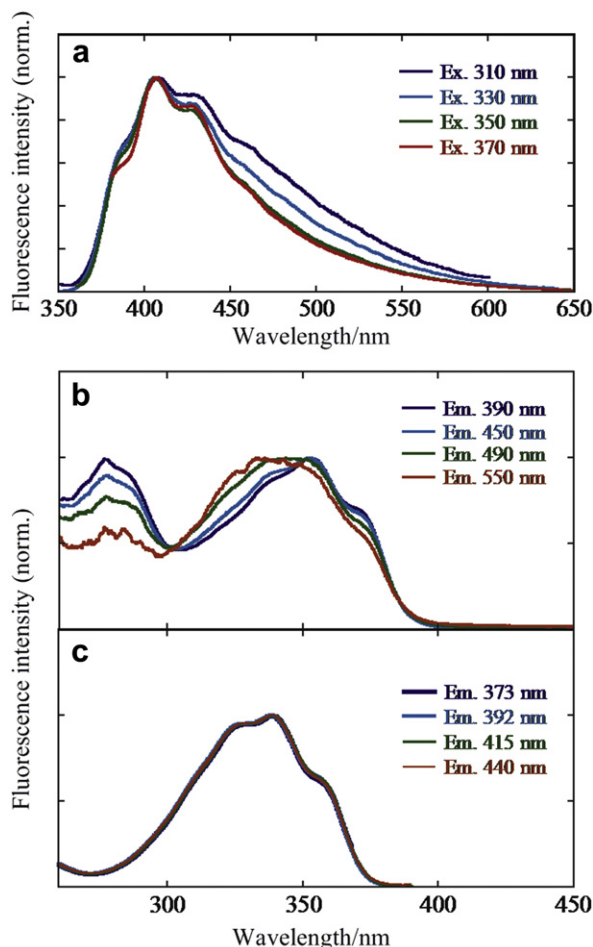 a
Fluorescence intensity (norm.)
Ex. 310 nm
Ex. 330 nm
Ex. 350 nm
Ex. 370 nm
350 400 450 500 550 600 650
Wavelength/nm
b
Em. 390 nm
Em. 450 nm
Em. 490 nm
Em. 550 nm
Fluorescence intensity (norm.)
c
Em. 373 nm
Em. 392 nm
Em. 415 nm
Em. 440 nm
300 350 400 450
Wavelength/nm